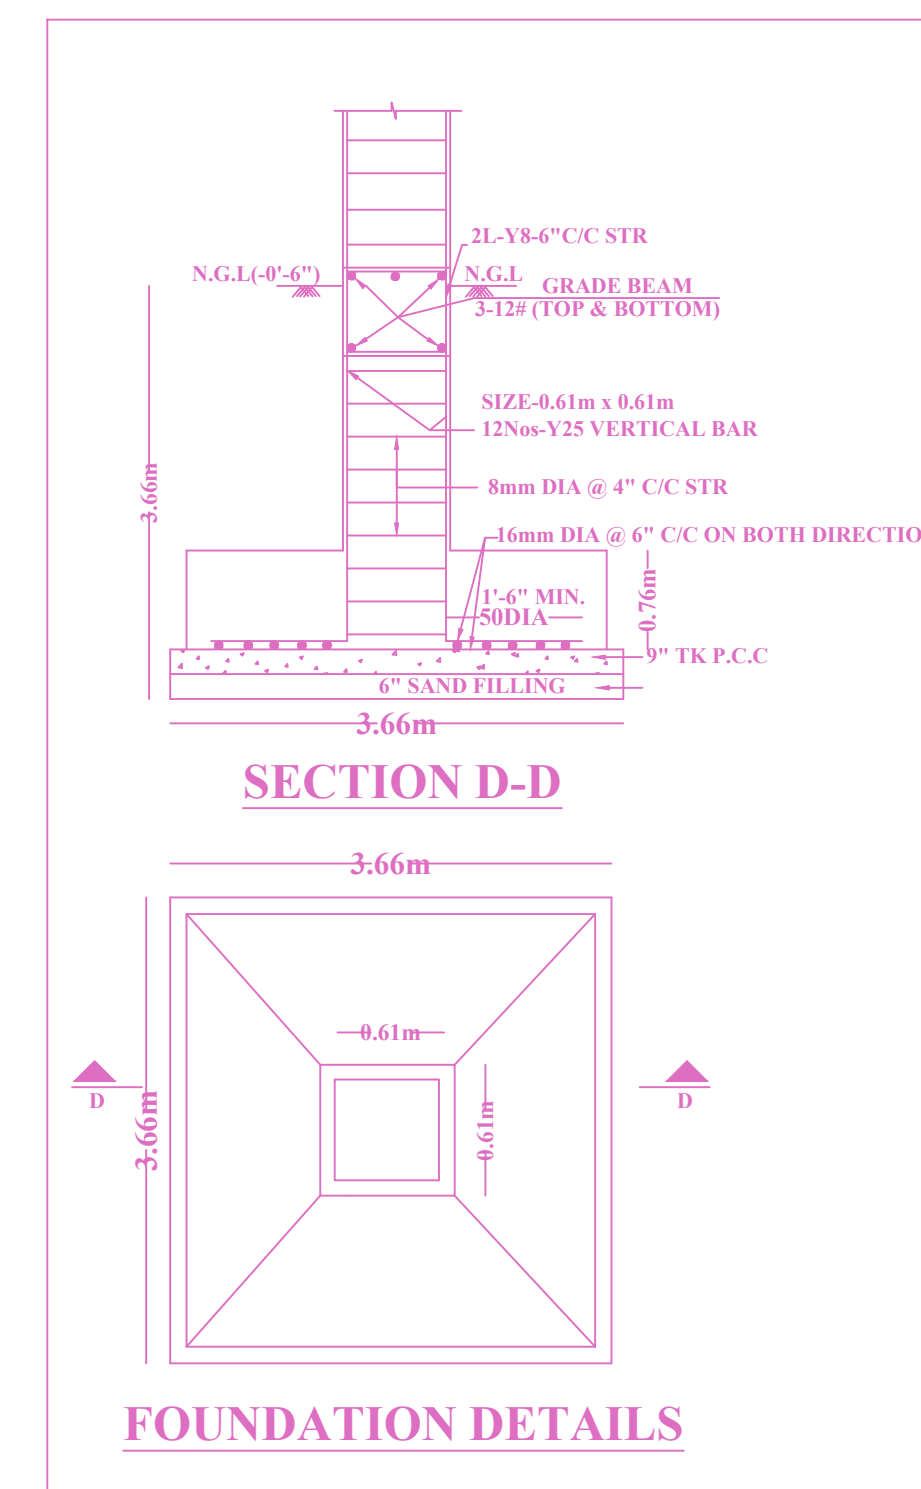 2L-Y8-6"C/C STR
N.G.L(-0'-6")
N.G.L
GRADE BEAM
3-12# (TOP & BOTTOM)
SIZE-0.61m x 0.61m
12Nos-Y25 VERTICAL BAR
3.66m
8mm DIA @ 4" C/C STR
16mm DIA @ 6" C/C ON BOTH DIRECTIO
1'-6" MIN.
50DIA
0.76m
9" TK P.C.C
6" SAND FILLING
3.66m
SECTION D-D
3.66m
0.61m
D
3.66m
0.61m
D
FOUNDATION DETAILS